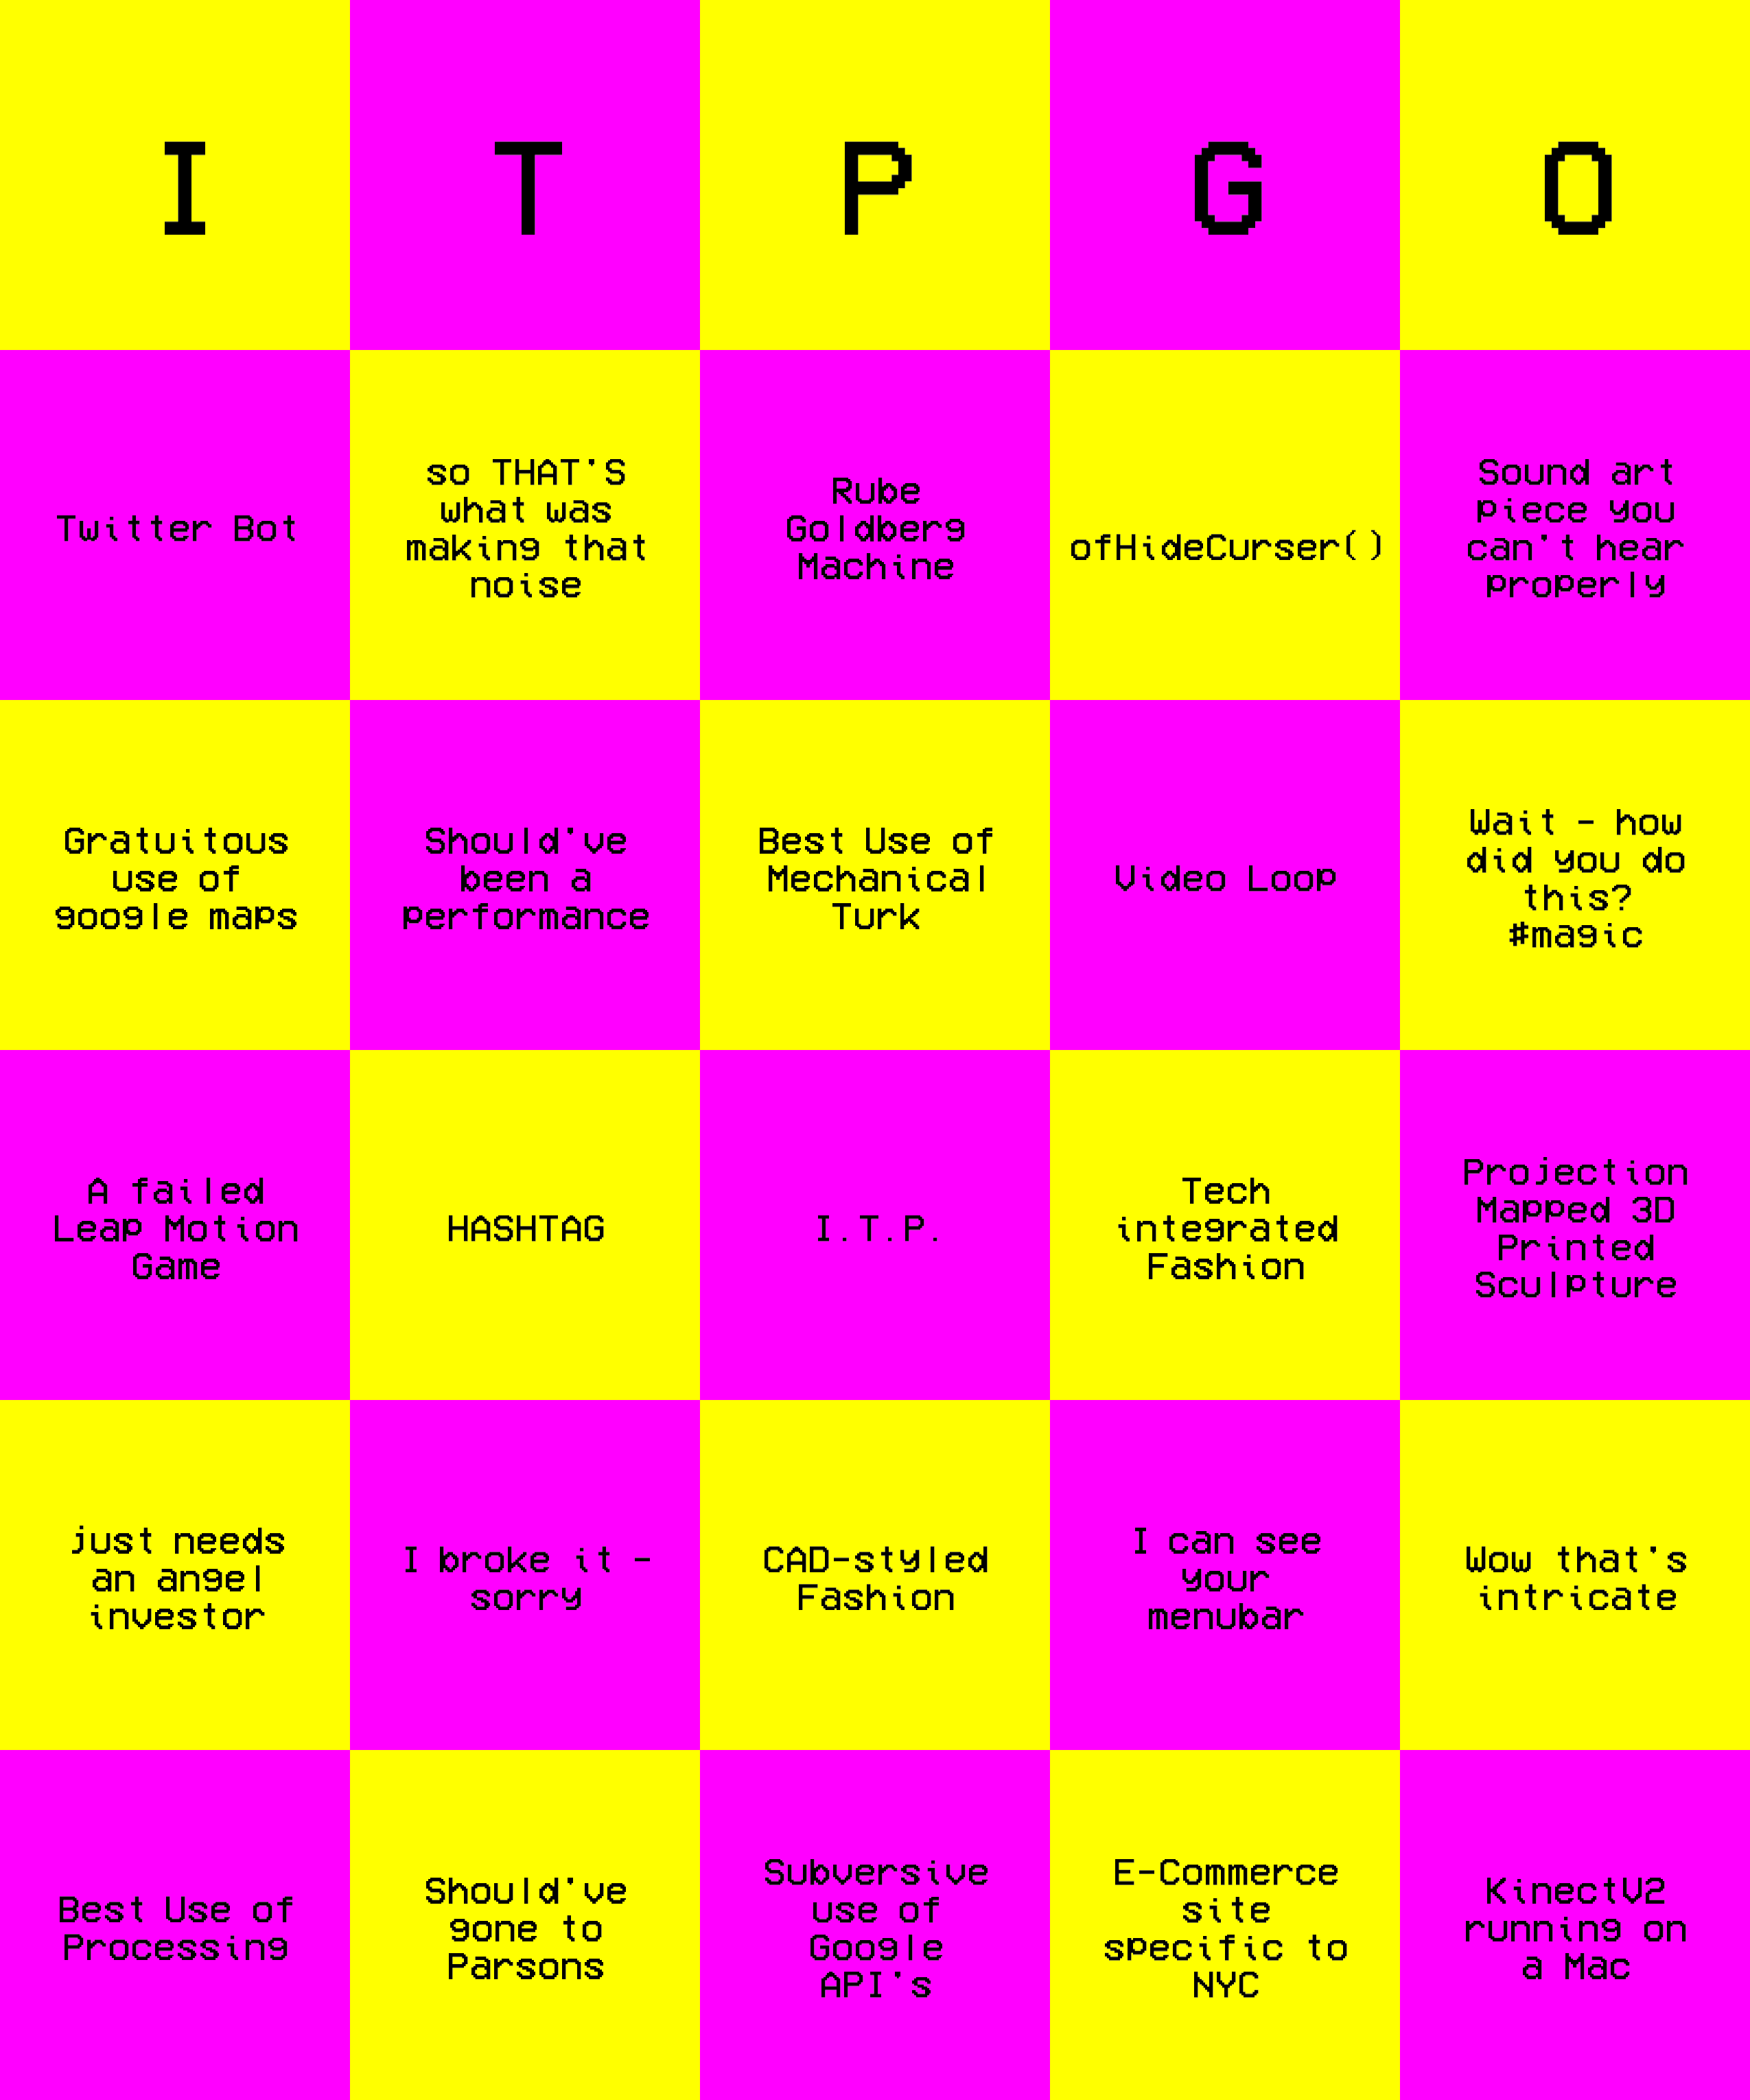 I T P G O
Twitter Bot
so THAT'S
what was
making that
noise
Rube
Goldberg
Machine
ofHideCurser()
Sound art
piece you
can't hear
properly
Gratuitous
use of
google maps
Should've
been a
performance
Best Use of
Mechanical
Turk
Video Loop
Wait - how
did you do
this?
#magic
A failed
Leap Motion
Game
HASHTAG
I.T.P.
Tech
integrated
Fashion
Projection
Mapped 3D
Printed
Sculpture
just needs
an angel
investor
I broke it -
sorry
CAD-styled
Fashion
I can see
your
menubar
Wow that's
intricate
Best Use of
Processing
Should've
gone to
Parsons
Subversive
use of
Google
API's
E-Commerce
site
specific to
NYC
KinectV2
running on
a Mac